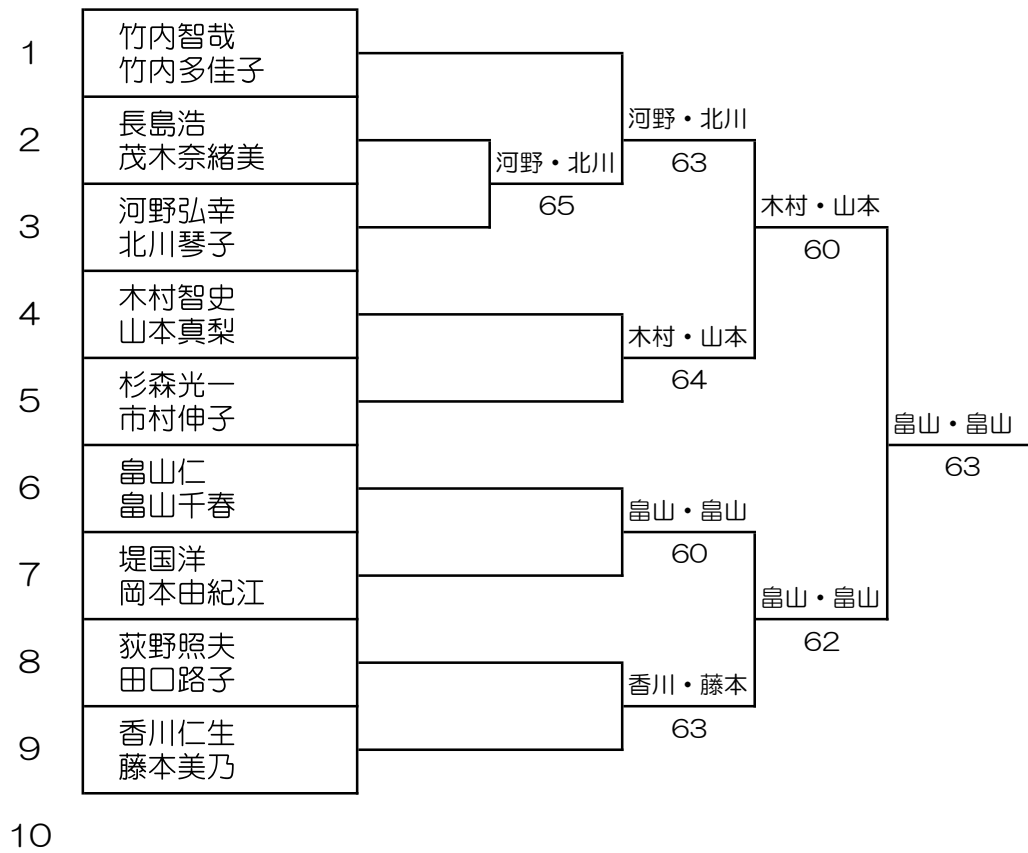 1
竹内智哉
竹内多佳子
2
長島浩
茂木奈緒美
3
河野弘幸
北川琴子
4
木村智史
山本真梨
5
杉森光一
市村伸子
6
畠山仁
畠山千春
7
堤国洋
岡本由紀江
8
荻野照夫
田口路子
9
香川仁生
藤本美乃
10
河野・北川
65
河野・北川
63
木村・山本
64
畠山・畠山
60
香川・藤本
63
木村・山本
60
畠山・畠山
62
畠山・畠山
63